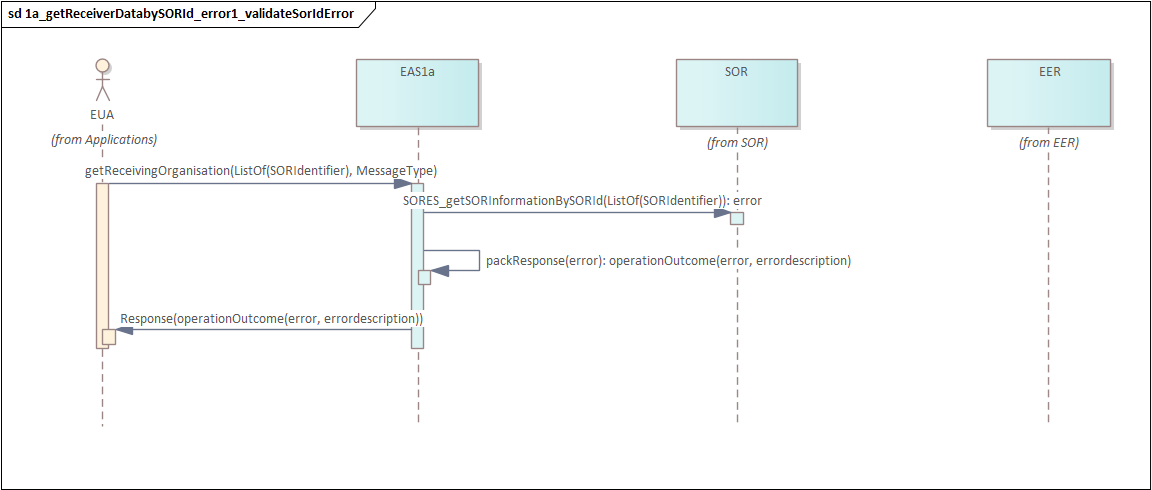 sd 1a_getReceiverDatabySORId_error1_validateSorIdError
EUA
(from Applications)
EAS1a
SOR
(from SOR)
EER
(from EER)
getReceivingOrganisation(ListOf(SORIdentifier), MessageType)
SORES_getSORInformationBySORId(ListOf(SORIdentifier)): error
packResponse(error): operationOutcome(error, errordescription)
Response(operationOutcome(error, errordescription))